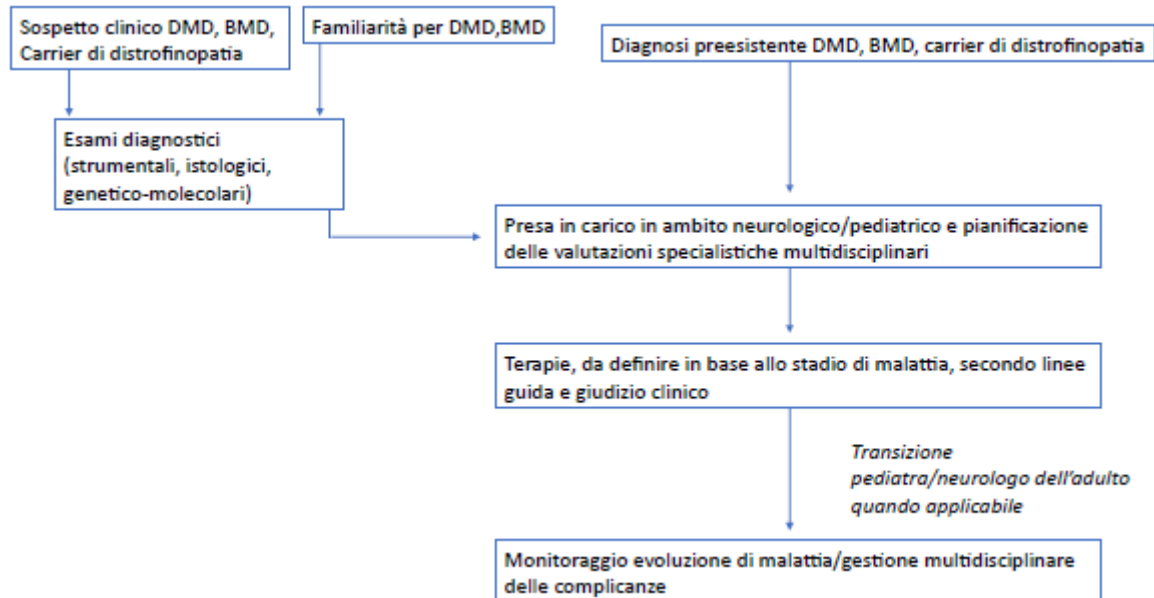 Sospetto clinico DMD, BMD,
Carrier di distrofinopatia
Familiarità per DMD,BMD
Diagnosi preesistente DMD, BMD, carrier di distrofinopatia
Esami diagnostici
(strumentali, istologici,
genetico-molecolari)
Presa in carico in ambito neurologico/pediatrico e pianificazione
delle valutazioni specialistiche multidisciplinari
Terapie, da definire in base allo stadio di malattia, secondo linee
guida e giudizio clinico
Transizione
pediatra/neurologo dell'adulto
quando applicabile
Monitoraggio evoluzione di malattia/gestione multidisciplinare
delle complicanze